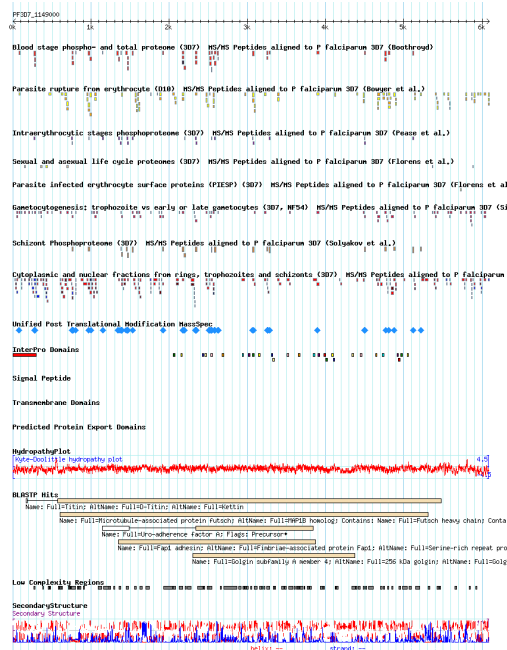 PF3D7_1149000
0k 1k 2k 3k 4k 5k 6k
Blood stage phospho- and total proteome (3D7) MS/MS Peptides aligned to P falciparum 3D7 (Boothroyd)
Parasite rupture from erythrocyte (D10) MS/MS Peptides aligned to P falciparum 3D7 (Bowyer et al.)
Intraerythrocytic stages phosphoproteome (3D7) MS/MS Peptides aligned to P falciparum 3D7 (Pease et al.)
Sexual and asexual life cycle proteomes (3D7) MS/MS Peptides aligned to P falciparum 3D7 (Florens et al.)
Parasite infected erythrocyte surface proteins (PIESP) (3D7) MS/MS Peptides aligned to P falciparum 3D7 (Florens et al
Gametocytogenesis: trophozoite vs early or late gametocytes (3D7, NF54) MS/MS Peptides aligned to P falciparum 3D7 (Si
Schizont Phosphoproteome (3D7) MS/MS Peptides aligned to P falciparum 3D7 (Solyakov et al.)
Cytoplasmic and nuclear fractions from rings, trophozoites and schizonts (3D7) MS/MS Peptides aligned to P falciparum
Unified Post Translational Modification MassSpec
InterPro Domains
Signal Peptide
Transmembrane Domains
Predicted Protein Export Domains
HydropathyPlot
Kyte-Doolittle hydropathy plot 4.5
BLASTP Hits
Name: Full=Titin; AltName: Full=D-Titin; AltName: Full=Kettin
Name: Full=Microtubule-associated protein futsch; AltName: Full=MAP1B homolog; Contains: Name: Full=Futsch heavy chain; Conta
Name: Full=Uro-adherence factor A; Flags: Precursor
Name: Full=Fap1 adhesin; AltName: Full=Fimbriae-associated protein Fap1; AltName: Full=Serine-rich repeat pro
Name: Full=Golgin subfamily A member 4; AltName: Full=256 kDa golgin; AltName: Full=Golg
Low Complexity Regions
SecondaryStructure
Secondary Structure
helix: -- strand: --